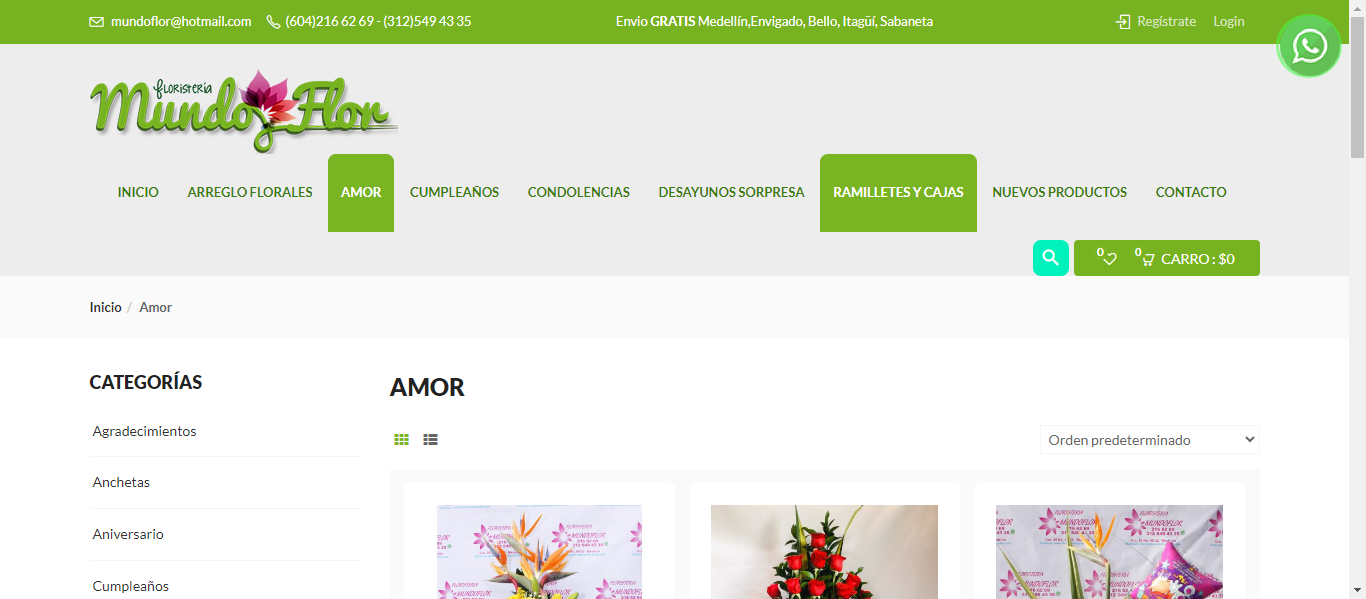 mundoflor@hotmail.com (604)216 62 69 - (312)549 43 35 Envio GRATIS Medellín,Envigado, Bello, Itagüí, Sabaneta Regístrate Login
Floristeria
Mundo Flor
INICIO ARREGLO FLORALES AMOR CUMPLEAÑOS CONDOLENCIAS DESAYUNOS SORPRESA RAMILLETES Y CAJAS NUEVOS PRODUCTOS CONTACTO
0 0 CARRO : $0
Inicio / Amor
CATEGORÍAS
Agradecimientos
Anchetas
Aniversario
Cumpleaños
AMOR
Orden predeterminado